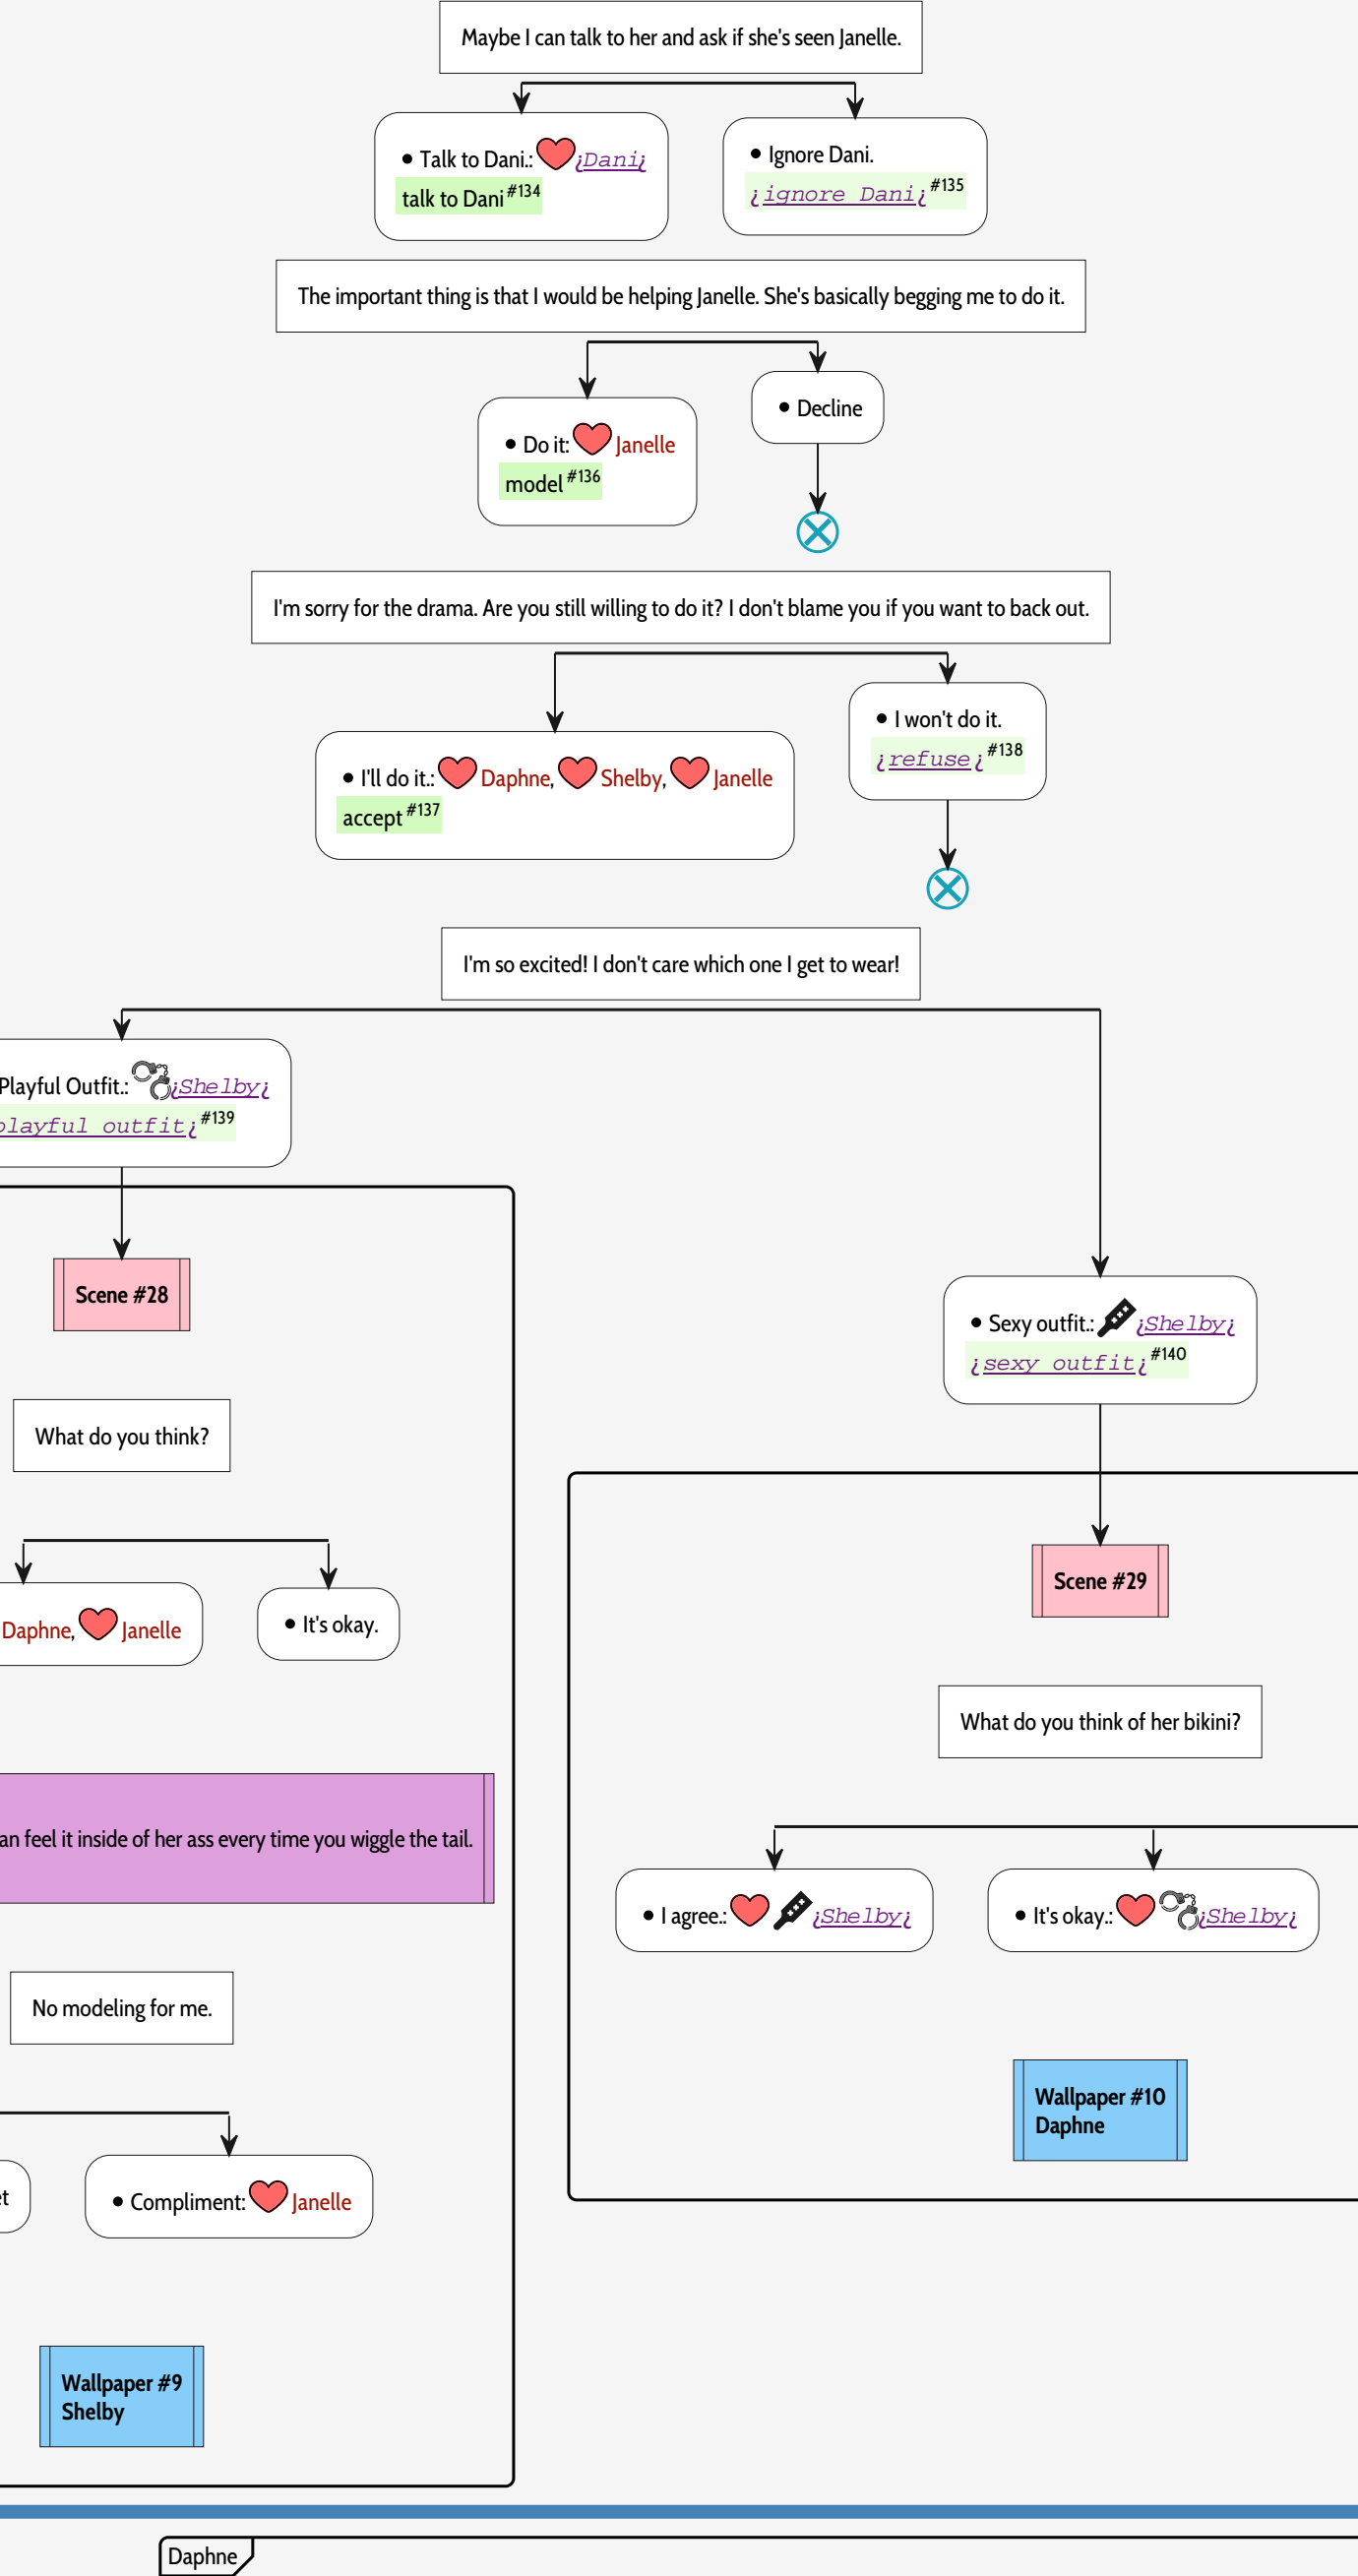 Maybe I can talk to her and ask if she's seen Janelle.
• Talk to Dani.: ¿Dani¿
talk to Dani #134
• Ignore Dani.
¿ignore Dani¿ #135
The important thing is that I would be helping Janelle. She's basically begging me to do it.
• Do it: Janelle
model #136
• Decline
I'm sorry for the drama. Are you still willing to do it? I don't blame you if you want to back out.
• I'll do it.: Daphne, Shelby, Janelle
accept #137
• I won't do it.
¿refuse¿ #138
I'm so excited! I don't care which one I get to wear!
Playful Outfit.: ¿Shelby¿
playful outfit¿ #139
Scene #28
What do you think?
Daphne, Janelle
• It's okay.
an feel it inside of her ass every time you wiggle the tail.
No modeling for me.
• Compliment: Janelle
Wallpaper #9
Shelby
• Sexy outfit.: ¿Shelby¿
¿sexy outfit¿ #140
Scene #29
What do you think of her bikini?
• I agree.: ¿Shelby¿
• It's okay.: ¿Shelby¿
Wallpaper #10
Daphne
Daphne